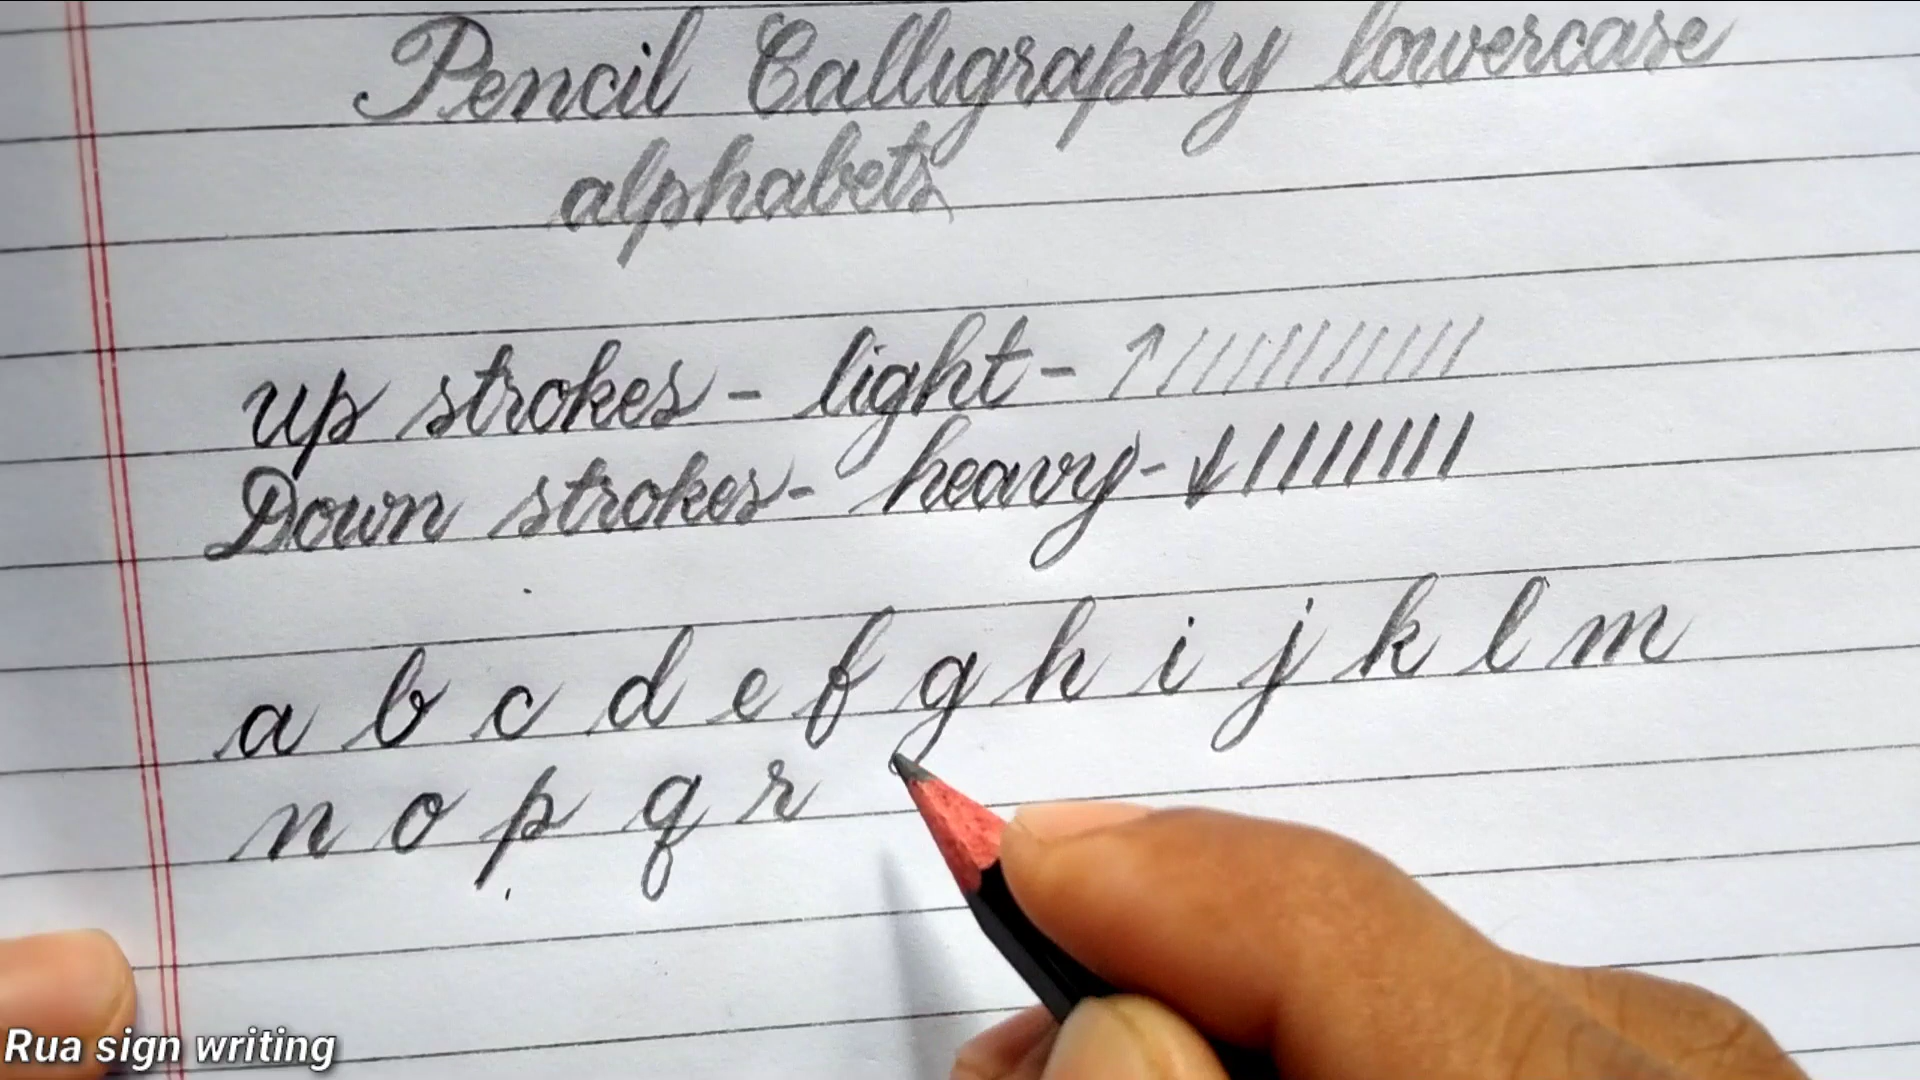 Pencil Calligraphy lowercase
alphabets
up strokes - light - ↑ / / / / / / / / / / /
Down strokes - heavy - ↓ / / / / / / / /
a b c d e f g h i j k l m
n o p q r
Rua sign writing